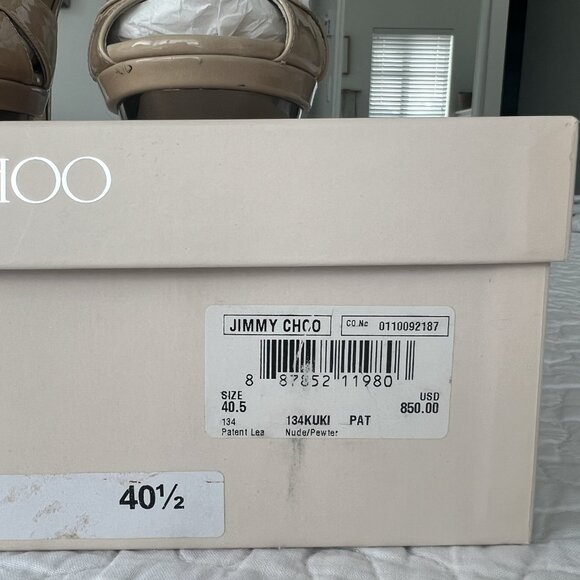 HOO
JIMMY CHOO
CO.No 0110092187
8 87852 11980
SIZE USD
40.5 850.00
134 134KUKI PAT
Patent Lea Nude/Pewter
40½